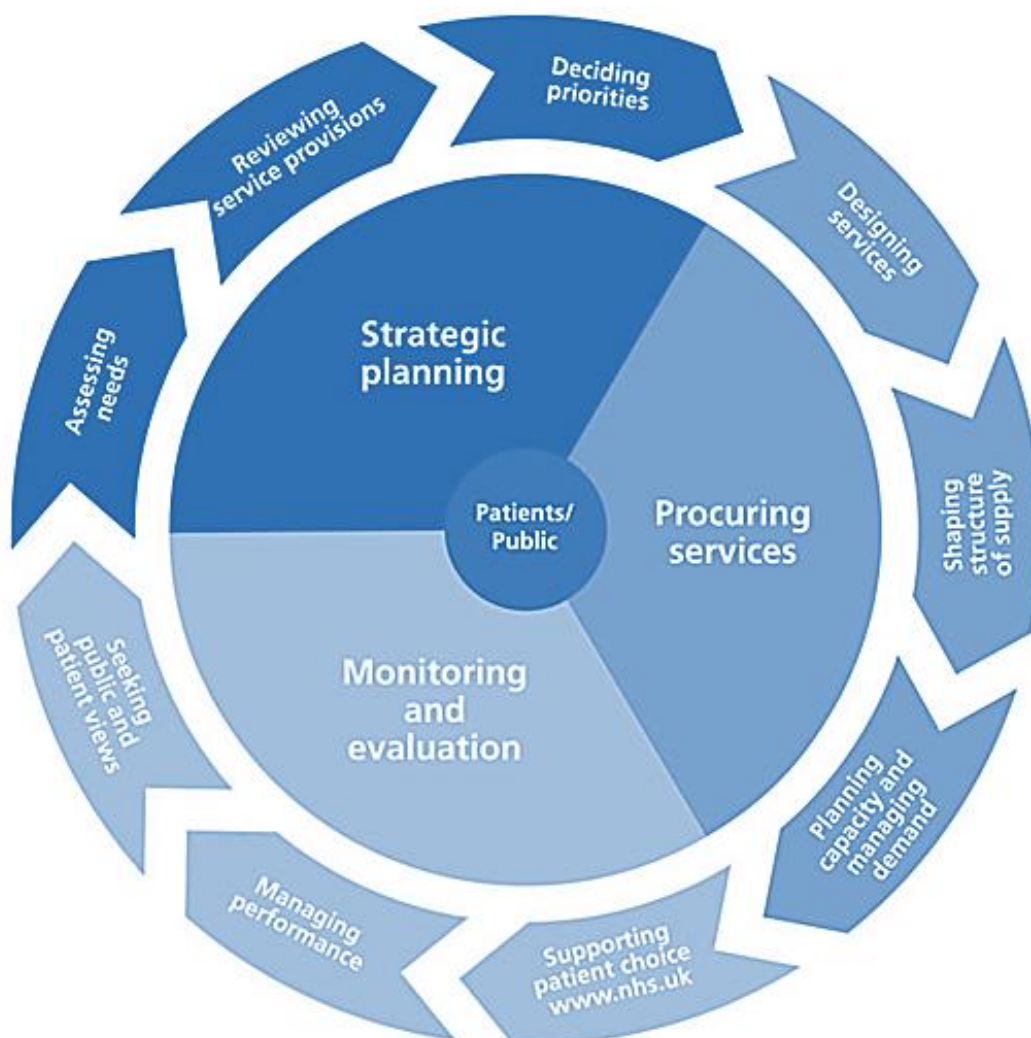 Deciding
priorities
Designing
services
Shaping
structure
of supply
Planning
capacity and
managing
demand
Supporting
patient choice
www.nhs.uk
Managing
performance
Seeking
public and
patient views
Assessing
needs
Reviewing
service provisions
Strategic
planning
Procuring
services
Monitoring
and
evaluation
Patients/
Public